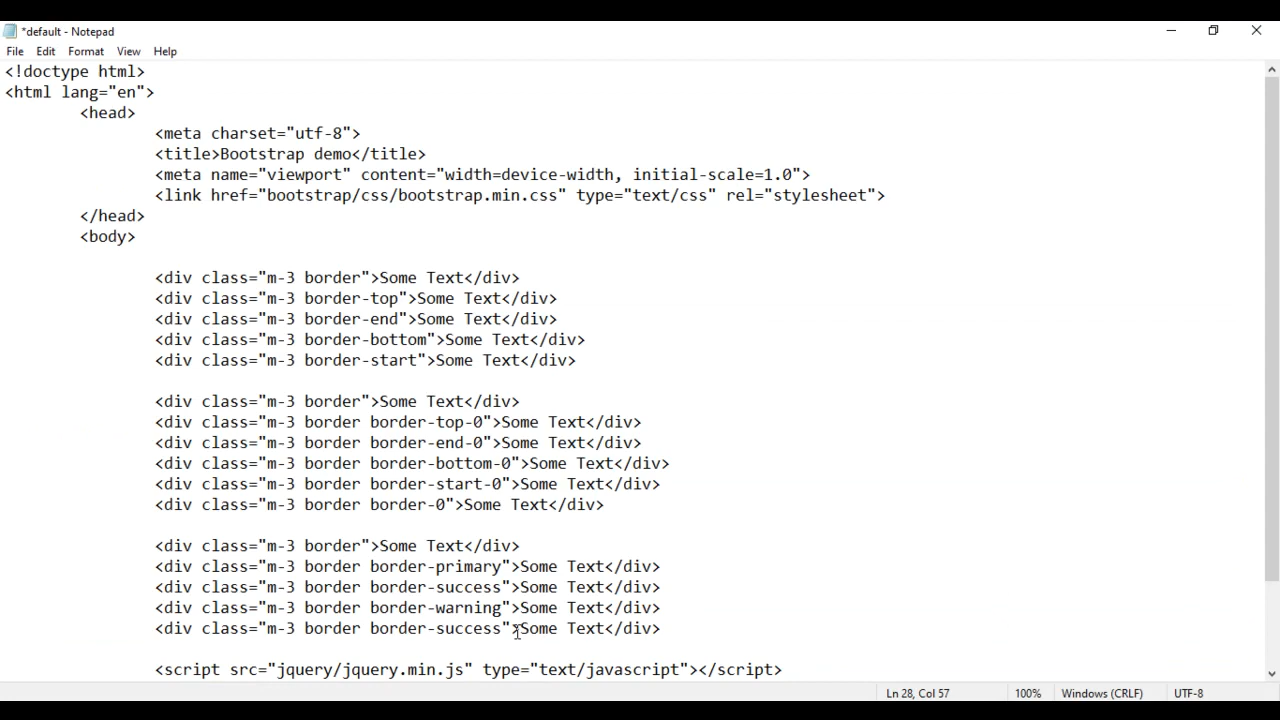 *default - Notepad
File Edit Format View Help
<!doctype html>
<html lang="en">
<head>
<meta charset="utf-8">
<title>Bootstrap demo</title>
<meta name="viewport" content="width=device-width, initial-scale=1.0">
<link href="bootstrap/css/bootstrap.min.css" type="text/css" rel="stylesheet">
</head>
<body>
<div class="m-3 border">Some Text</div>
<div class="m-3 border-top">Some Text</div>
<div class="m-3 border-end">Some Text</div>
<div class="m-3 border-bottom">Some Text</div>
<div class="m-3 border-start">Some Text</div>
<div class="m-3 border">Some Text</div>
<div class="m-3 border border-top-0">Some Text</div>
<div class="m-3 border border-end-0">Some Text</div>
<div class="m-3 border border-bottom-0">Some Text</div>
<div class="m-3 border border-start-0">Some Text</div>
<div class="m-3 border border-0">Some Text</div>
<div class="m-3 border">Some Text</div>
<div class="m-3 border border-primary">Some Text</div>
<div class="m-3 border border-success">Some Text</div>
<div class="m-3 border border-warning">Some Text</div>
<div class="m-3 border border-success">Some Text</div>
<script src="jquery/jquery.min.js" type="text/javascript"></script>
Ln 28, Col 57 100% Windows (CRLF) UTF-8